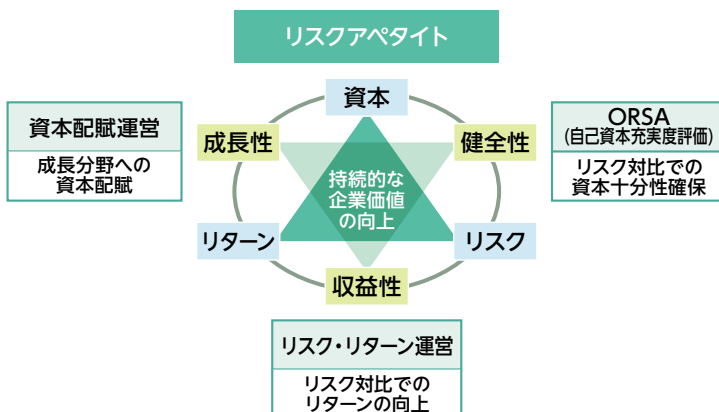 リスクアペタイト
資本
資本配賦運営
成長分野への
資本配賦
成長性
健全性
ORSA
(自己資本充実度評価)
リスク対比での
資本十分性確保
持続的な
企業価値
の向上
リターン
リスク
収益性
リスク・リターン運営
リスク対比での
リターンの向上